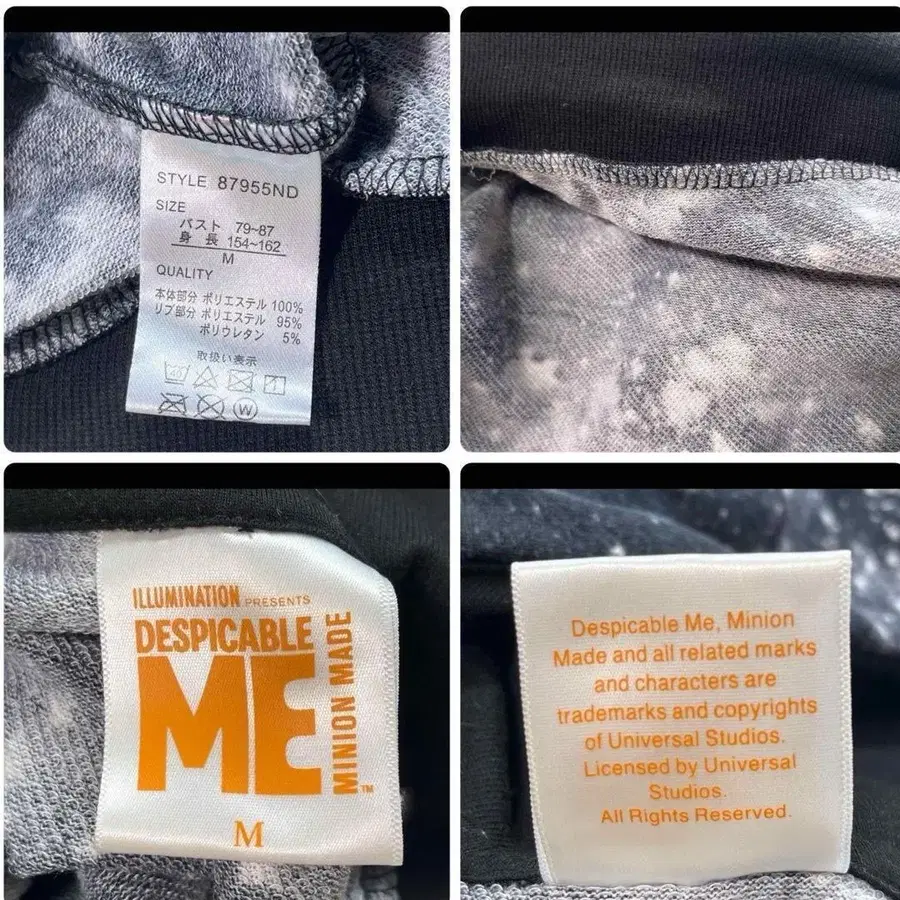 STYLE 87955ND
SIZE
バスト 79~87
身 長 154~162
M
QUALITY
本体部分 ポリエステル 100%
リブ部分 ポリエステル 95%
ポリウレタン 5%
取扱い表示
40
W
ILLUMINATION PRESENTS
DESPICABLE
ME
MINION MADE
TM
M
Despicable Me, Minion
Made and all related marks
and characters are
trademarks and copyrights
of Universal Studios.
Licensed by Universal
Studios.
All Rights Reserved.